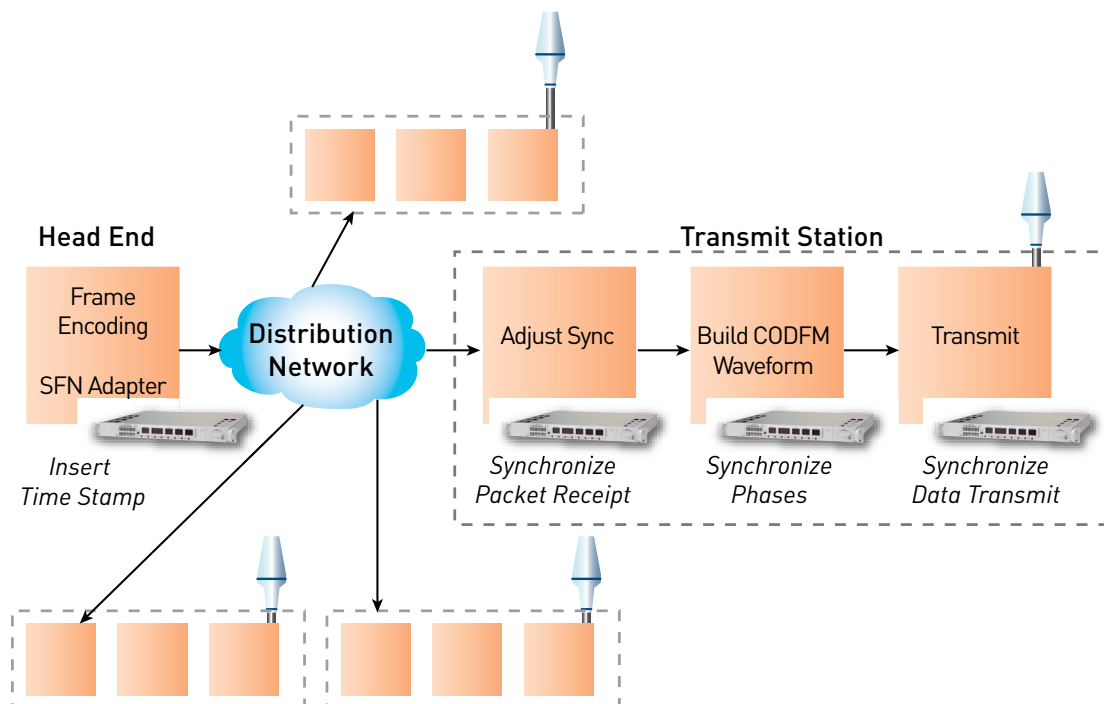 Head End
Frame
Encoding
SFN Adapter
Insert
Time Stamp
Distribution
Network
Transmit Station
Adjust Sync
Build CODFM
Waveform
Transmit
Synchronize
Packet Receipt
Synchronize
Phases
Synchronize
Data Transmit